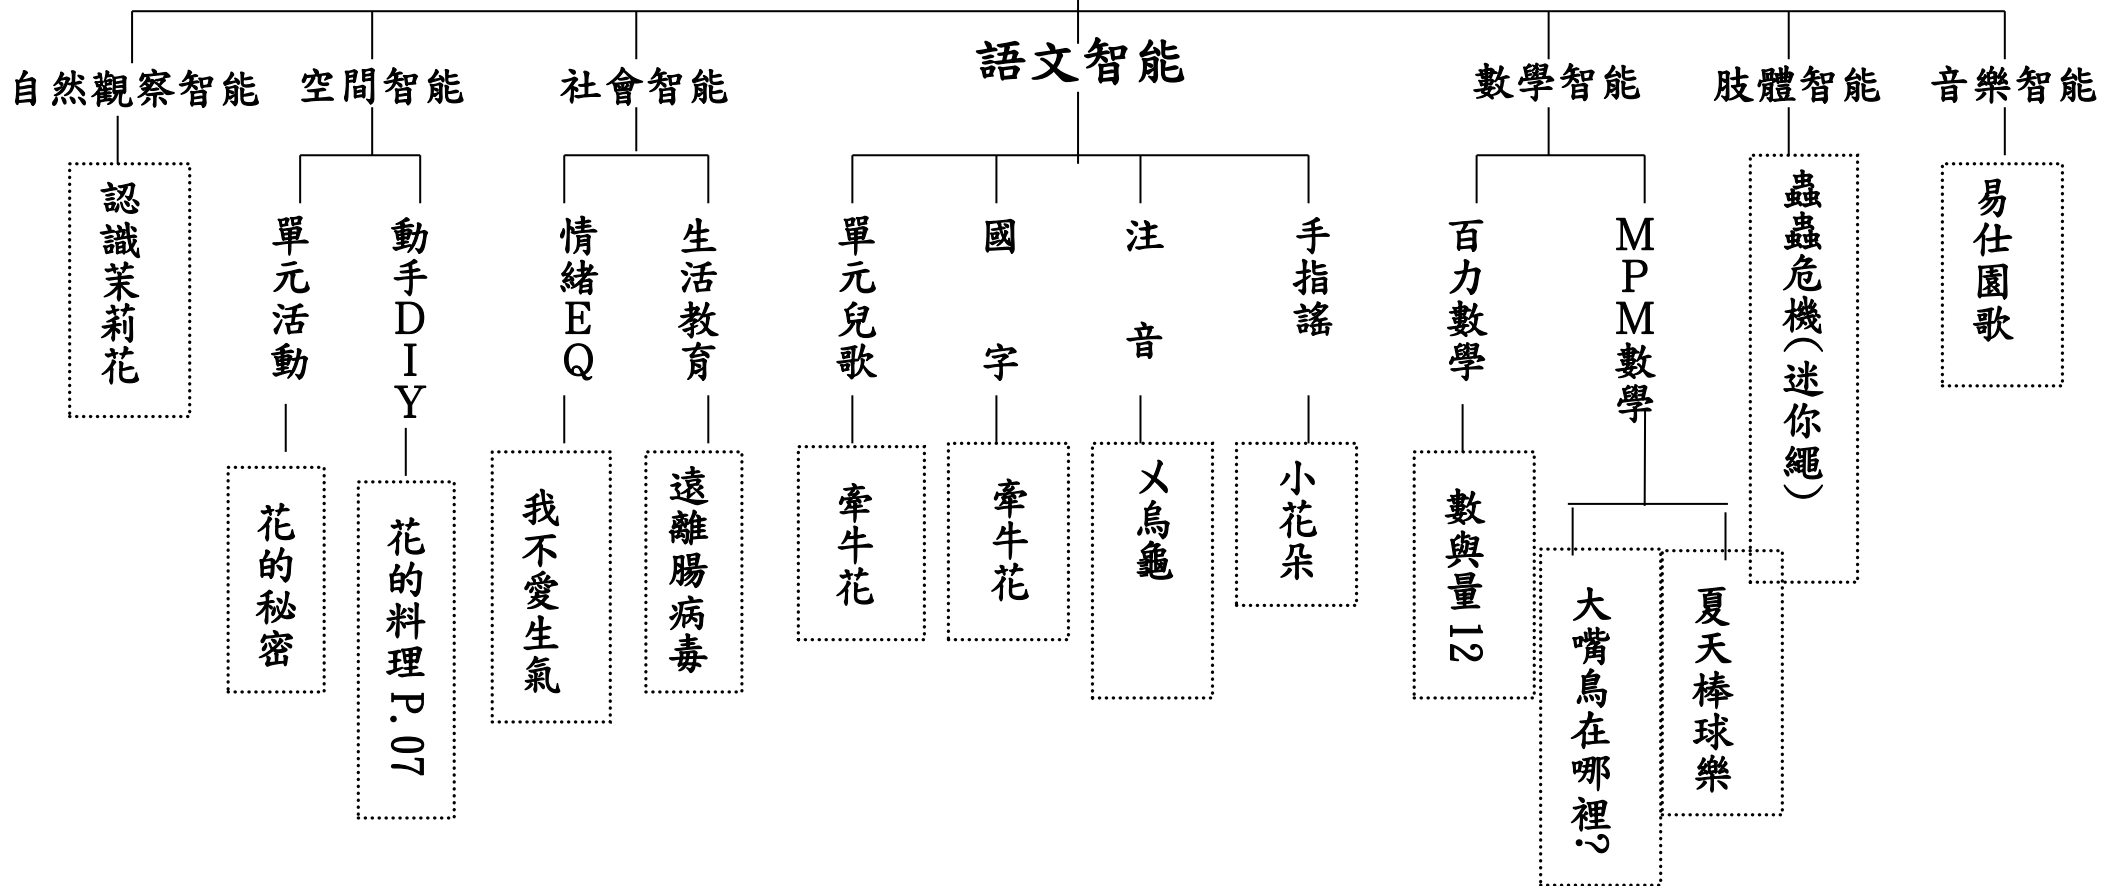 自然觀察智能
空間智能
社會智能
語文智能
數學智能
肢體智能
音樂智能
認識茉莉花
單元活動
動手DIY
情緒EQ
生活教育
單元兒歌
國字
注音
手指謠
百力數學
MPM數學
蟲蟲危機(迷你繩)
易仕園歌
花的秘密
花的料理 P.07
我不愛生氣
遠離腸病毒
牽牛花
牽牛花
ㄨ烏龜
小花朵
數與量 12
大嘴鳥在哪裡?
夏天棒球樂